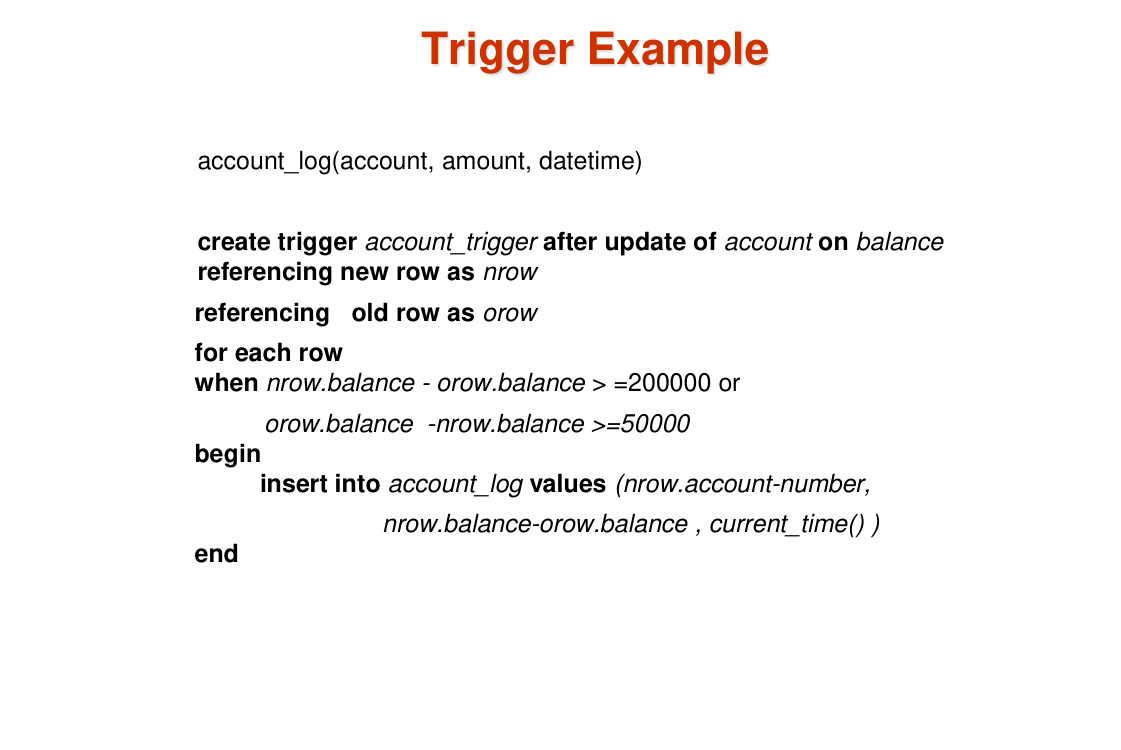 Trigger Example
account_log(account, amount, datetime)
create trigger account_trigger after update of account on balance
referencing new row as nrow
referencing   old row as orow
for each row
when nrow.balance - orow.balance > =200000 or
orow.balance  -nrow.balance >=50000
begin
insert into account_log values (nrow.account-number,
nrow.balance-orow.balance , current_time() )
end